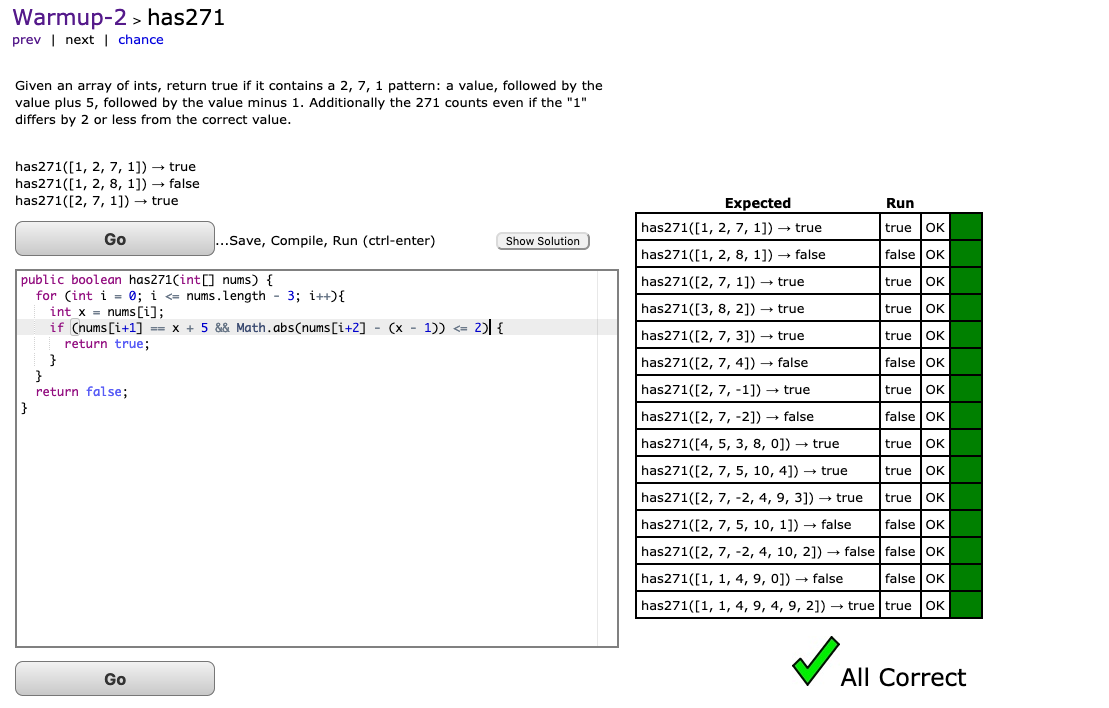 Warmup-2 > has271
prev | next | chance
Given an array of ints, return true if it contains a 2, 7, 1 pattern: a value, followed by the
value plus 5, followed by the value minus 1. Additionally the 271 counts even if the "1"
differs by 2 or less from the correct value.
has271([1, 2, 7, 1]) → true
has271([1, 2, 8, 1]) → false
has271([2, 7, 1]) → true
Go ...Save, Compile, Run (ctrl-enter) Show Solution
public boolean has271(int[] nums) {
  for (int i = 0; i <= nums.length - 3; i++){
    int x = nums[i];
    if (nums[i+1] == x + 5 && Math.abs(nums[i+2] - (x - 1)) <= 2) {
      return true;
    }
  }
  return false;
}
Go
Expected Run
has271([1, 2, 7, 1]) → true true OK
has271([1, 2, 8, 1]) → false false OK
has271([2, 7, 1]) → true true OK
has271([3, 8, 2]) → true true OK
has271([2, 7, 3]) → true true OK
has271([2, 7, 4]) → false false OK
has271([2, 7, -1]) → true true OK
has271([2, 7, -2]) → false false OK
has271([4, 5, 3, 8, 0]) → true true OK
has271([2, 7, 5, 10, 4]) → true true OK
has271([2, 7, -2, 4, 9, 3]) → true true OK
has271([2, 7, 5, 10, 1]) → false false OK
has271([2, 7, -2, 4, 10, 2]) → false false OK
has271([1, 1, 4, 9, 0]) → false false OK
has271([1, 1, 4, 9, 4, 9, 2]) → true true OK
All Correct